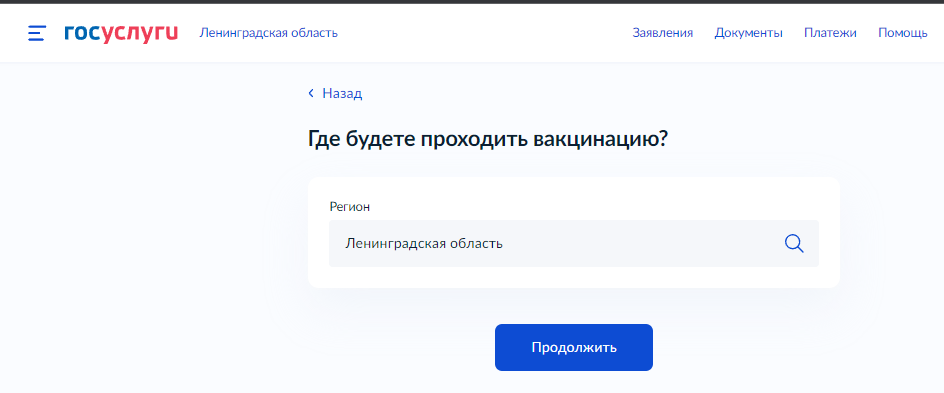 госуслуги Ленинградская область Заявления Документы Платежи Помощь
Назад
Где будете проходить вакцинацию?
Регион
Ленинградская область
Продолжить